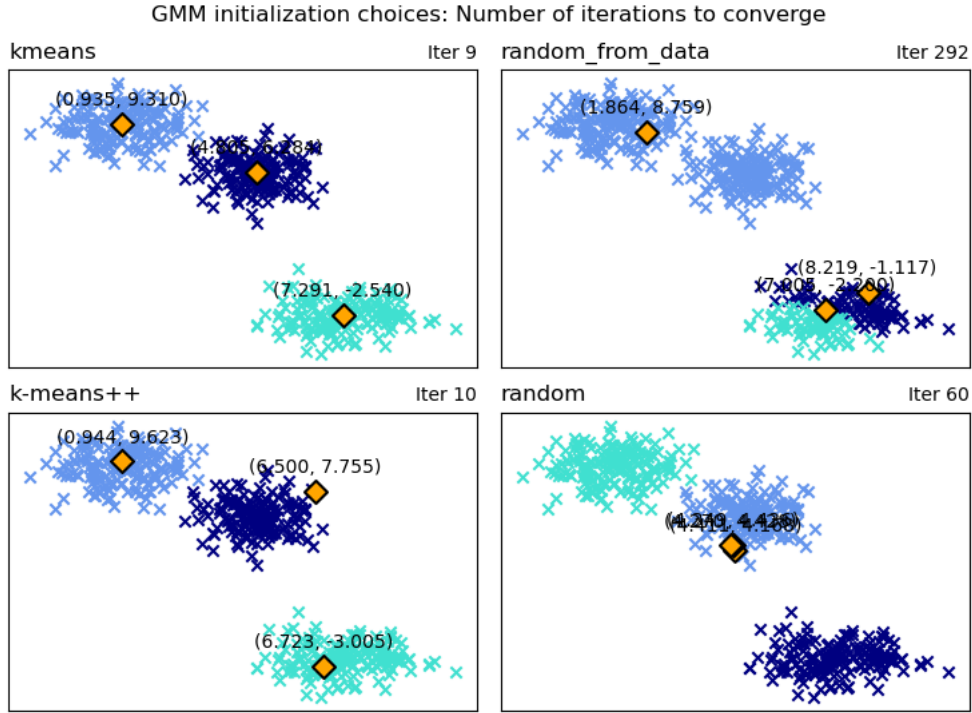 GMM initialization choices: Number of iterations to converge
kmeans Iter 9
(0.935, 9.310)
(7.291, -2.540)
random_from_data Iter 292
(1.864, 8.759)
(8.219, -1.117)
k-means++ Iter 10
(0.944, 9.623)
(6.500, 7.755)
(6.723, -3.005)
random Iter 60